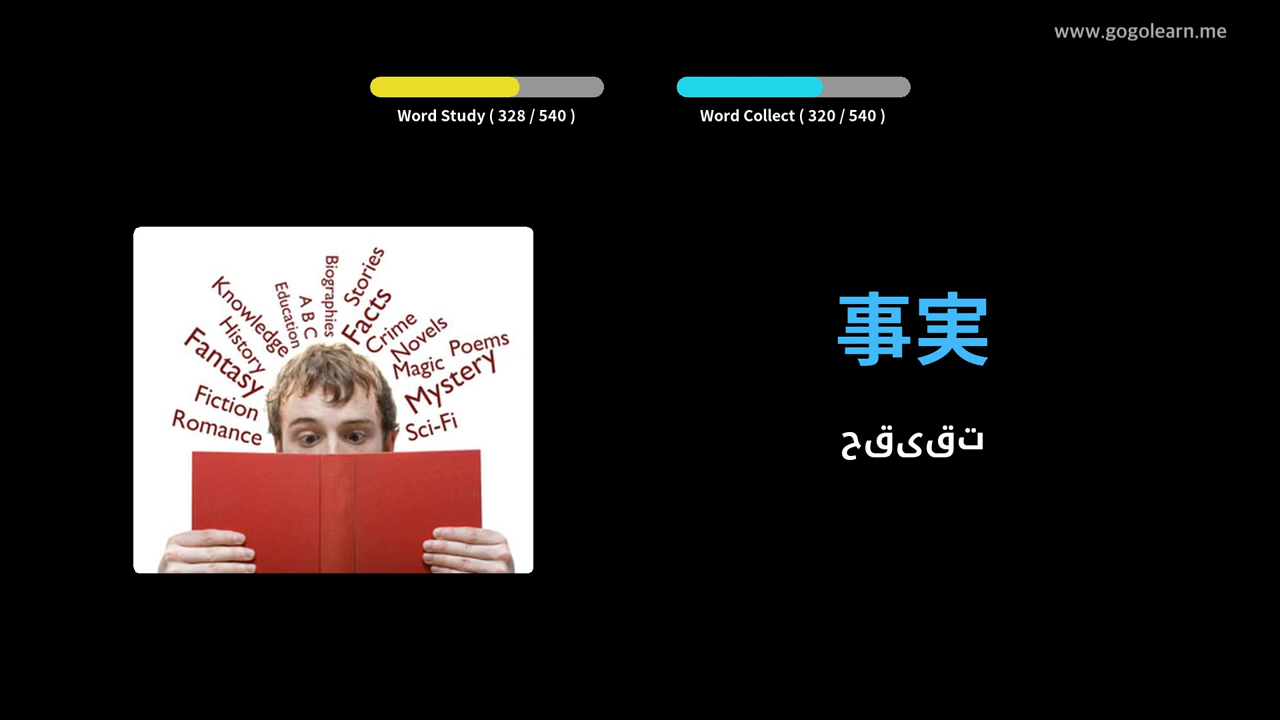 www.gogolearn.me
Word Study ( 328 / 540 )
Word Collect ( 320 / 540 )
Knowledge
Education
A B C
Biographies
Stories
Facts
History
Crime
Novels
Fantasy
Magic
Poems
Mystery
Fiction
Romance
Sci-Fi
事実
حقیقت